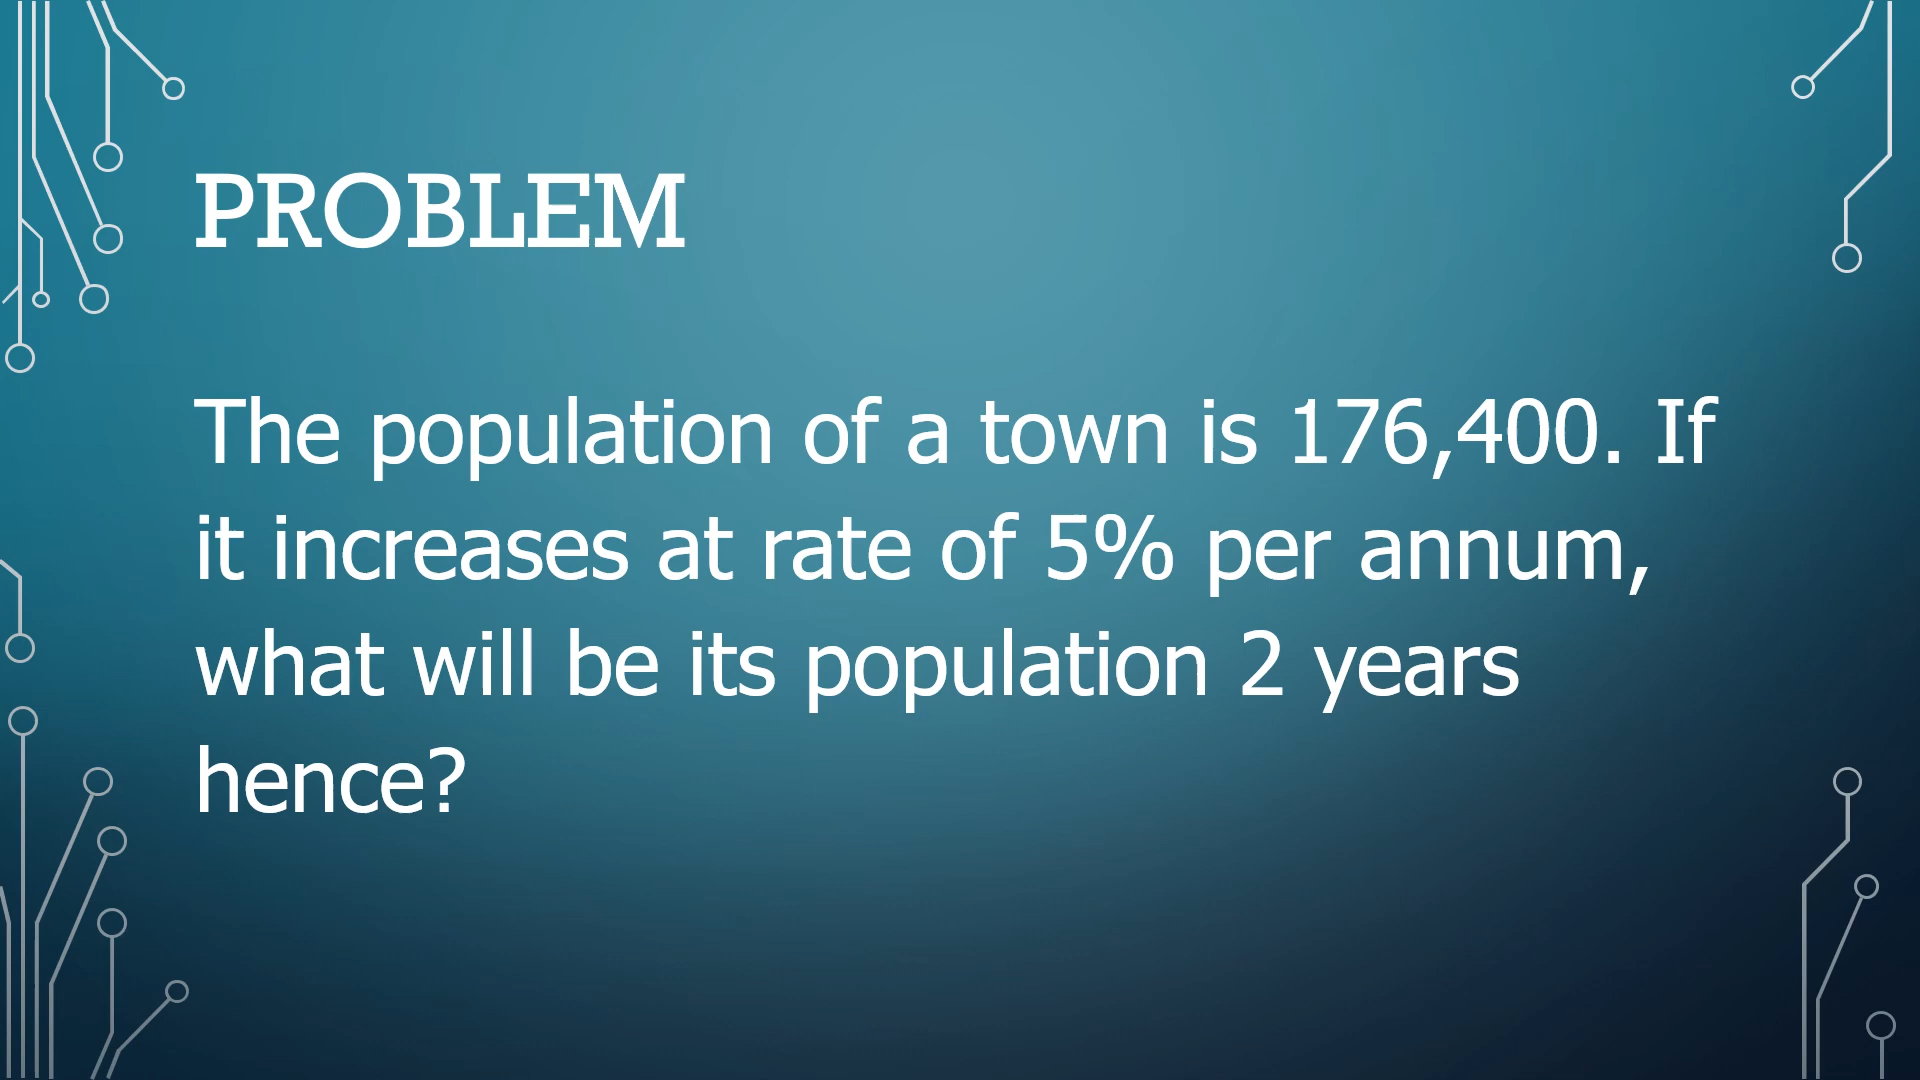 PROBLEM
The population of a town is 176,400. If
it increases at rate of 5% per annum,
what will be its population 2 years
hence?